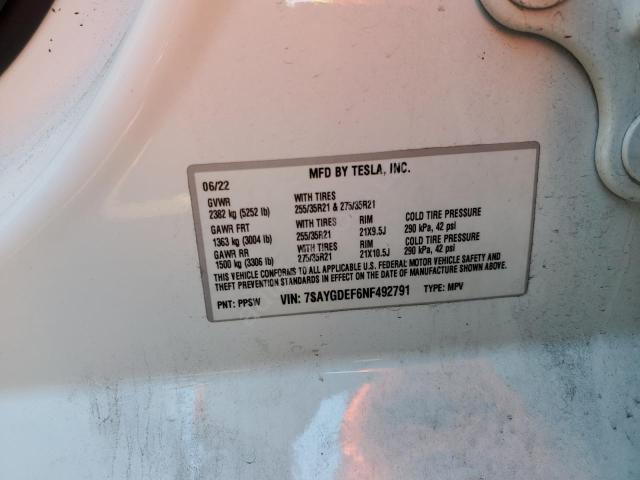 MFD BY TESLA, INC.
06/22
GVWR WITH TIRES
2382 kg (5252 lb) 255/35R21 & 275/35R21
GAWR FRT WITH TIRES RIM COLD TIRE PRESSURE
1363 kg (3004 lb) 255/35R21 21X9.5J 290 kPa, 42 psi
GAWR RR WITH TIRES RIM COLD TIRE PRESSURE
1500 kg (3306 lb) 275/35R21 21X10.5J 290 kPa, 42 psi
THIS VEHICLE CONFORMS TO ALL APPLICABLE U.S. FEDERAL MOTOR VEHICLE SAFETY AND
THEFT PREVENTION STANDARDS IN EFFECT ON THE DATE OF MANUFACTURE SHOWN ABOVE.
PNT: PPSW VIN: 7SAYGDEF6NF492791 TYPE: MPV